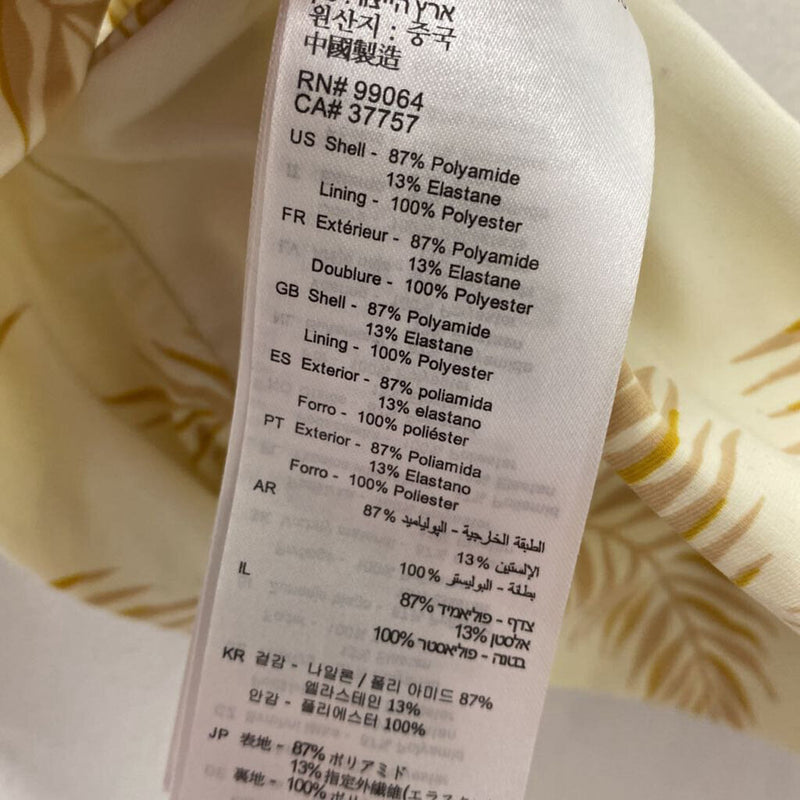 원산지 : 중국
中國製造
RN# 99064
CA# 37757
US Shell - 87% Polyamide
13% Elastane
Lining - 100% Polyester
FR Extérieur - 87% Polyamide
13% Elastane
Doublure - 100% Polyester
GB Shell - 87% Polyamide
13% Elastane
Lining - 100% Polyester
ES Exterior - 87% poliamida
13% elastano
Forro - 100% poliéster
PT Exterior - 87% Poliamida
13% Elastano
Forro - 100% Poliester
AR
الطبقة الخارجية - البولياميد 87%
الإلستين 13%
بطانة - البوليستر 100%
IL
צדף - פוליאמיד 87%
אלסטן 13%
בטנה - פוליאסטר 100%
KR 겉감 - 나일론 / 폴리 아미드 87%
엘라스테인 13%
안감 - 폴리에스터 100%
JP 表地 - 87% ポリアミド
13% 指定外繊維(エラス
裏地 - 100% ポリ